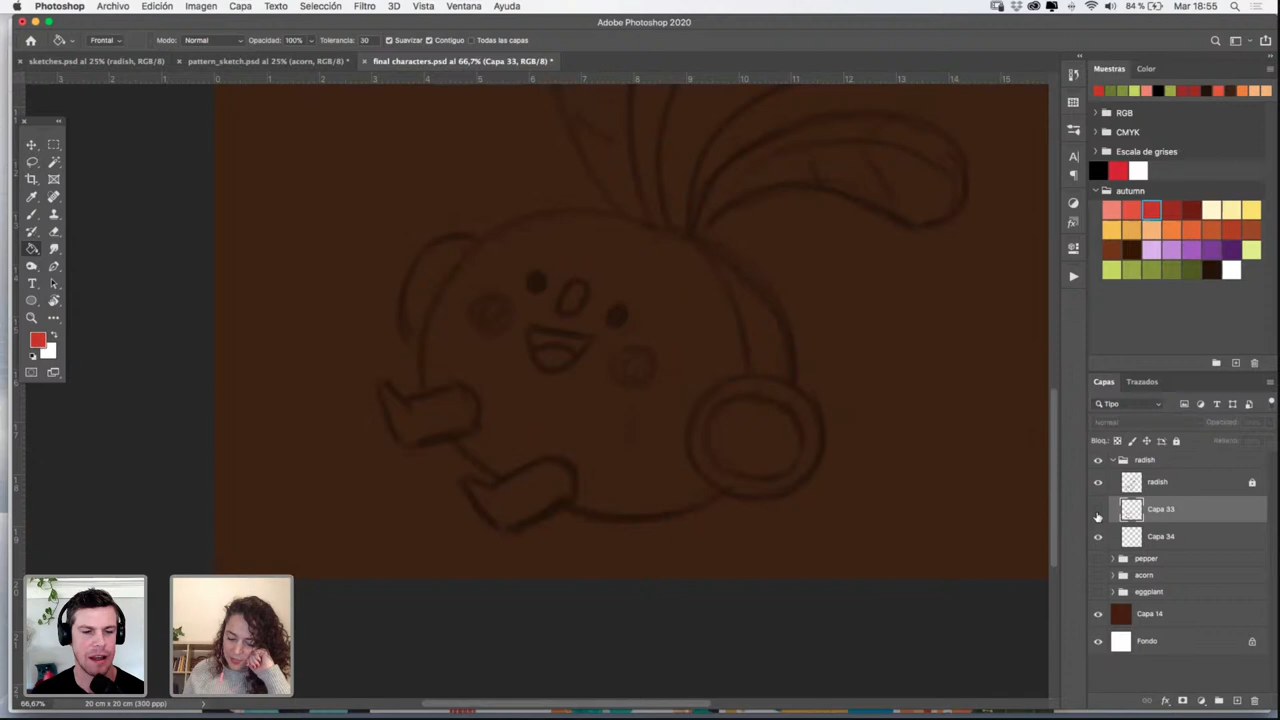 Photoshop Archivo Edición Imagen Capa Texto Selección Filtro 3D Vista Ventana Ayuda 84 % Mar 18:55
Adobe Photoshop 2020
Frontal Modo: Normal Opacidad: 100% Tolerancia: 30 Suavizar Contiguo Todas las capas
sketches.psd al 25% (radish, RGB/8) pattern_sketch.psd al 25% (acorn, RGB/8) * final characters.psd al 66,7% (Capa 33, RGB/8) *
Muestras Color
RGB
CMYK
Escala de grises
autumn
Capas Trazados
Tipo
Normal
Bloq.:
radish
radish
Capa 33
Capa 34
pepper
acorn
eggplant
Capa 14
Fondo
66,67% 20 cm x 20 cm (300 ppp)